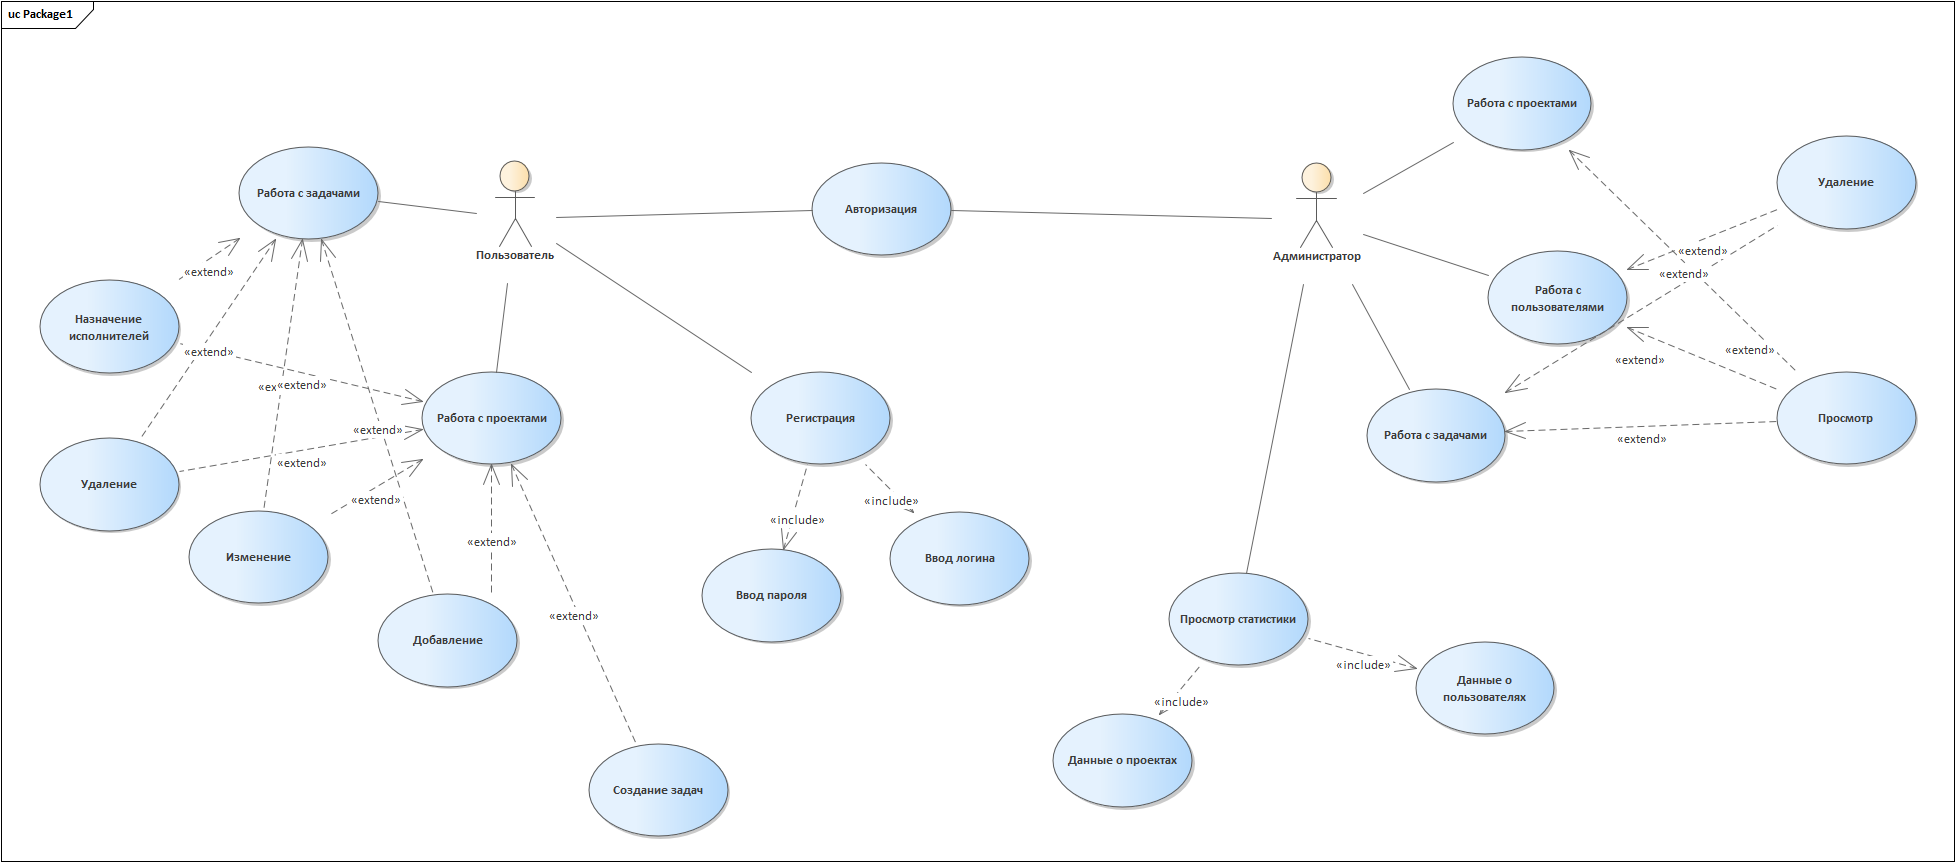 uc Package1
Работа с проектами
Удаление
Работа с задачами
Авторизация
Пользователь
Администратор
«extend»
«extend»
«extend»
Работа с
пользователями
Назначение
исполнителей
«extend»
«extend»
«extend»
«ex
«extend»
Работа с проектами
Регистрация
Просмотр
«extend»
Работа с задачами
«extend»
«extend»
Удаление
«extend»
«include»
«include»
Изменение
«extend»
Ввод логина
Ввод пароля
«extend»
Просмотр статистики
Добавление
«include»
Данные о
пользователях
«include»
Данные о проектах
Создание задач